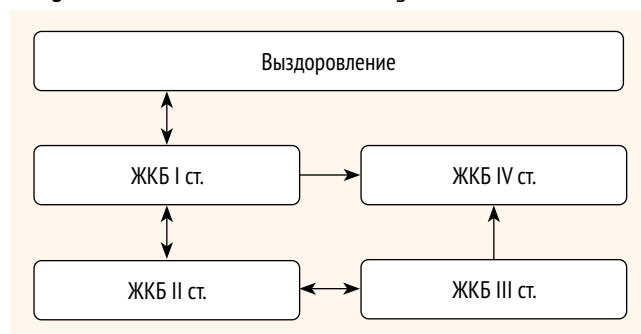 Выздоровление
ЖКБ I ст.
ЖКБ IV ст.
ЖКБ II ст.
ЖКБ III ст.